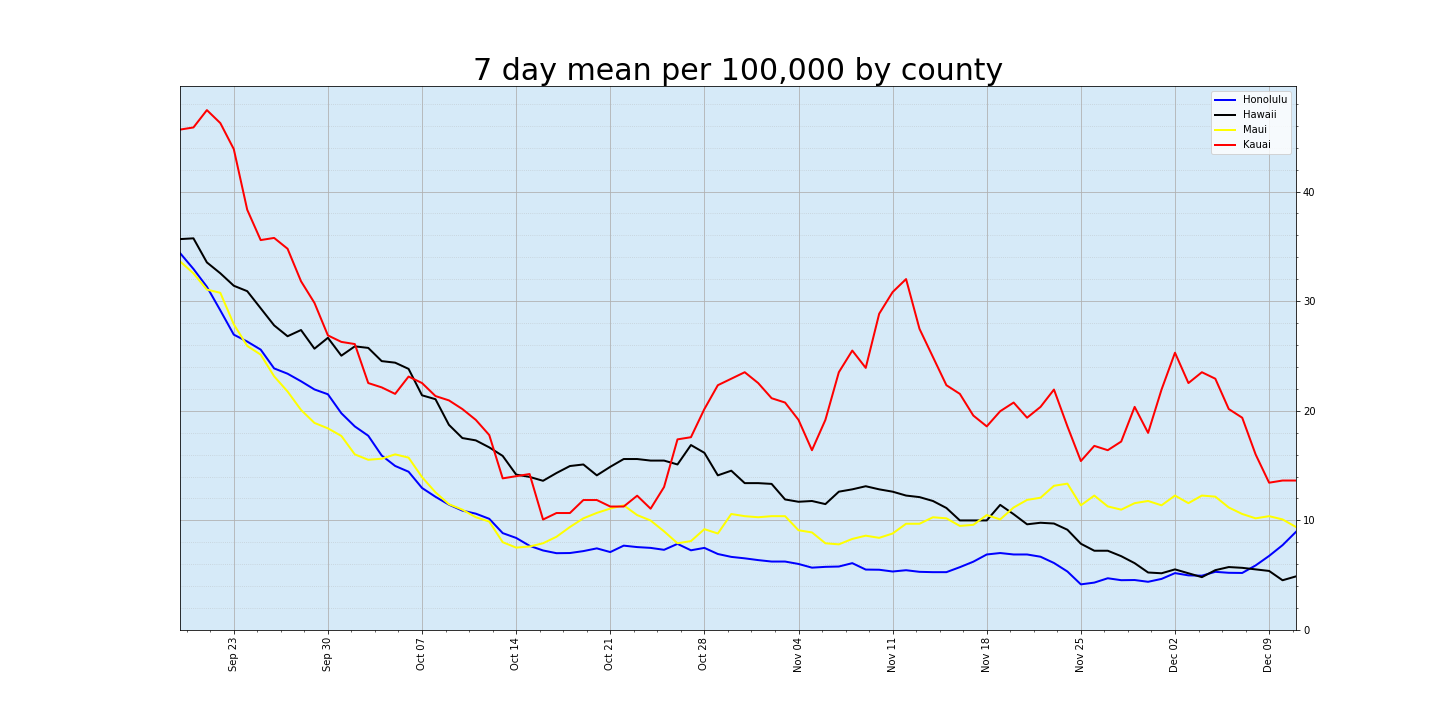 7 day mean per 100,000 by county
Honolulu
Hawaii
Maui
Kauai
40
30
20
10
0
Sep 23
Sep 30
Oct 07
Oct 14
Oct 21
Oct 28
Nov 04
Nov 11
Nov 18
Nov 25
Dec 02
Dec 09